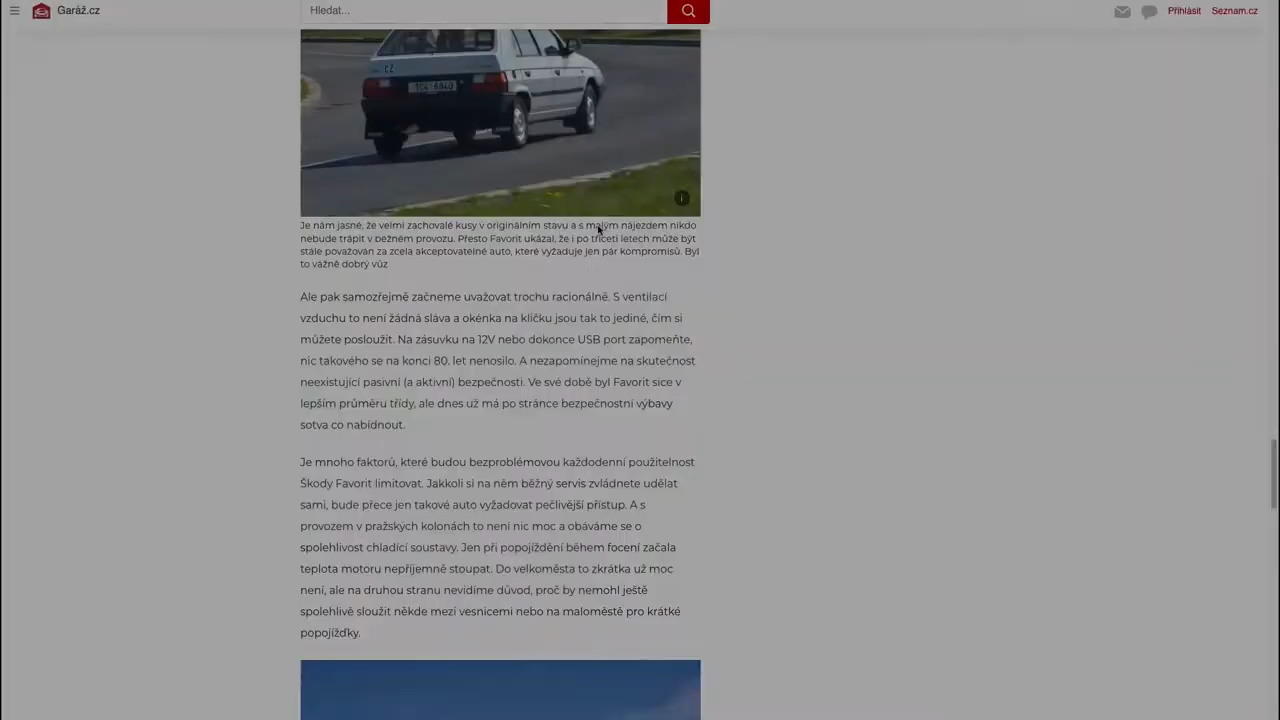 Garáž.cz
Hledat...
Přihlásit
Seznam.cz
CZ
Je nám jasné, že velmi zachovalé kusy v originálním stavu a s malým nájezdem nikdo
nebude trápit v běžném provozu. Přesto Favorit ukázal, že i po třiceti letech může být
stále považován za zcela akceptovatelné auto, které vyžaduje jen pár kompromisů. Byl
to vážně dobrý vůz
Ale pak samozřejmě začneme uvažovat trochu racionálně. S ventilací
vzduchu to není žádná sláva a okénka na kličku jsou tak to jediné, čím si
můžete posloužit. Na zásuvku na 12V nebo dokonce USB port zapomeňte,
nic takového se na konci 80. let nenosilo. A nezapomínejme na skutečnost
neexistující pasivní (a aktivní) bezpečnosti. Ve své době byl Favorit sice v
lepším průměru třídy, ale dnes už má po stránce bezpečnostní výbavy
sotva co nabídnout.
Je mnoho faktorů, které budou bezproblémovou každodenní použitelnost
Škody Favorit limitovat. Jakkoli si na něm běžný servis zvládnete udělat
sami, bude přece jen takové auto vyžadovat pečlivější přístup. A s
provozem v pražských kolonách to není nic moc a obáváme se o
spolehlivost chladící soustavy. Jen při popojíždění během focení začala
teplota motoru nepříjemně stoupat. Do velkoměsta to zkrátka už moc
není, ale na druhou stranu nevidíme důvod, proč by nemohl ještě
spolehlivě sloužit někde mezi vesnicemi nebo na maloměstě pro krátké
popojížďky.